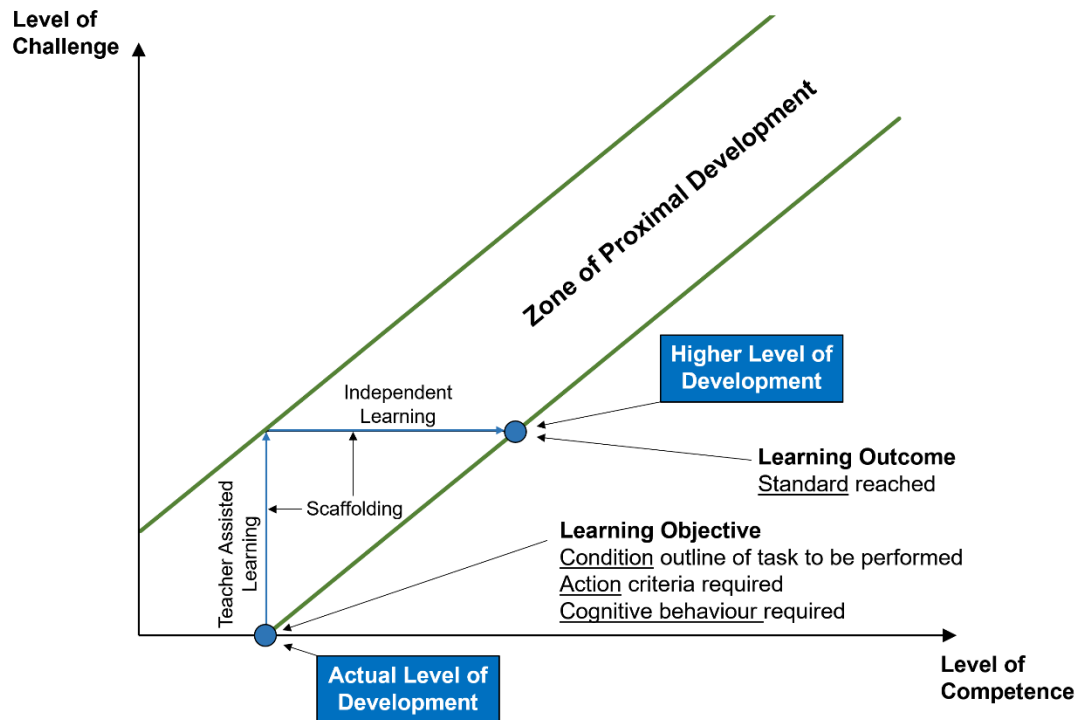 Level of
Challenge
Zone of Proximal Development
Higher Level of
Development
Independent
Learning
Learning Outcome
Standard reached
Scaffolding
Teacher Assisted
Learning
Learning Objective
Condition outline of task to be performed
Action criteria required
Cognitive behaviour required
Actual Level of
Development
Level of
Competence